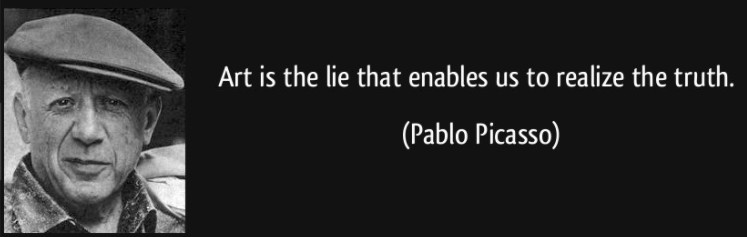 Art is the lie that enables us to realize the truth.
(Pablo Picasso)